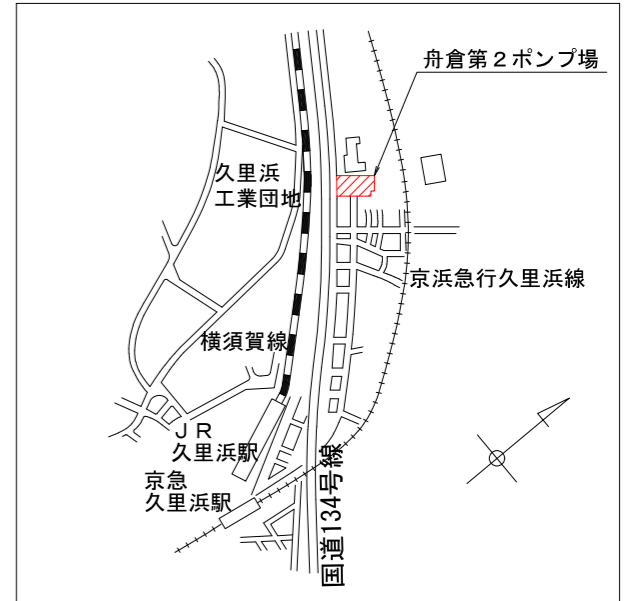 舟倉第２ポンプ場
久里浜
工業団地
京浜急行久里浜線
横須賀線
ＪＲ
久里浜駅
京急
久里浜駅
国道134号線